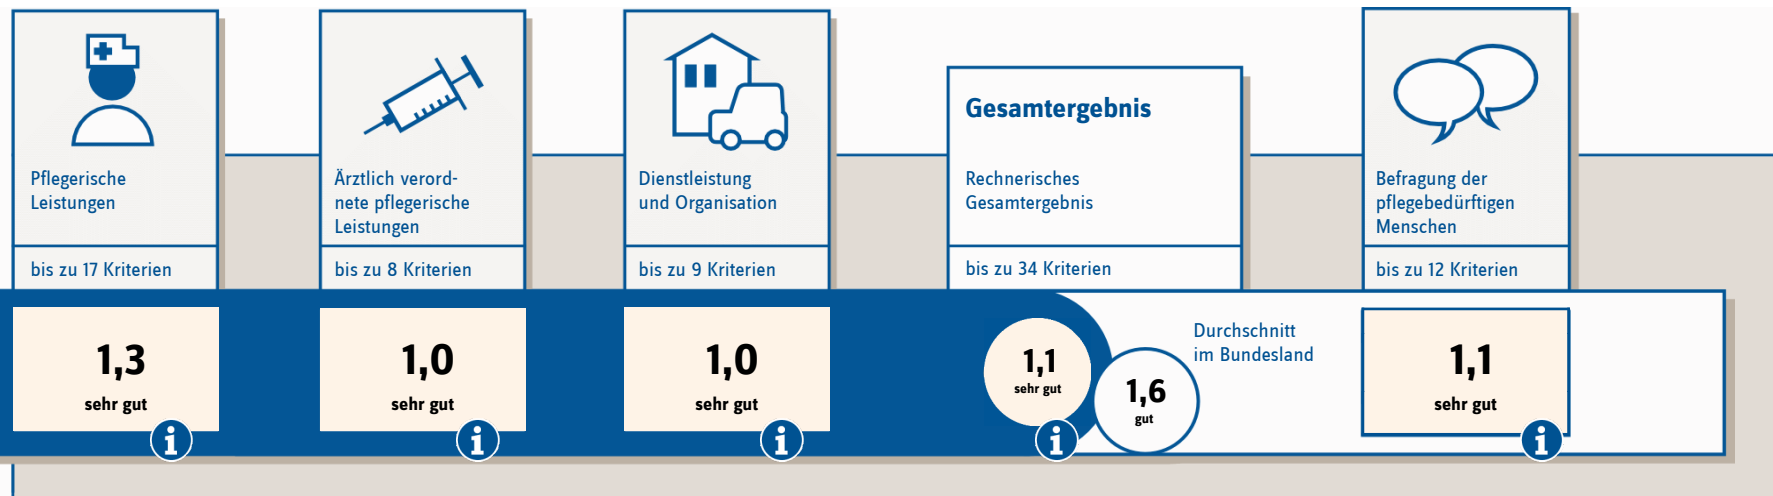 Pflegerische
Leistungen
bis zu 17 Kriterien
1,3
sehr gut
i
Ärztlich verord-
nete pflegerische
Leistungen
bis zu 8 Kriterien
1,0
sehr gut
i
Dienstleistung
und Organisation
bis zu 9 Kriterien
1,0
sehr gut
i
Gesamtergebnis
Rechnerisches
Gesamtergebnis
bis zu 34 Kriterien
1,1
sehr gut
i
Durchschnitt
im Bundesland
1,6
gut
Befragung der
pflegebedürftigen
Menschen
bis zu 12 Kriterien
1,1
sehr gut
i